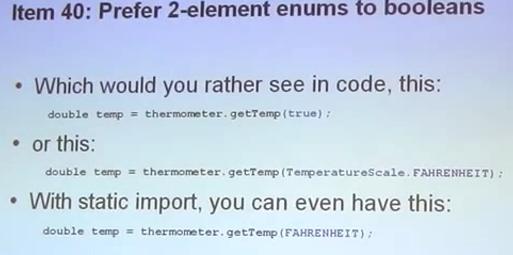 Item 40: Prefer 2-element enums to booleans
• Which would you rather see in code, this:
double temp = thermometer.getTemp(true);
• or this:
double temp = thermometer.getTemp(TemperatureScale.FAHRENHEIT);
• With static import, you can even have this:
double temp = thermometer.getTemp(FAHRENHEIT);